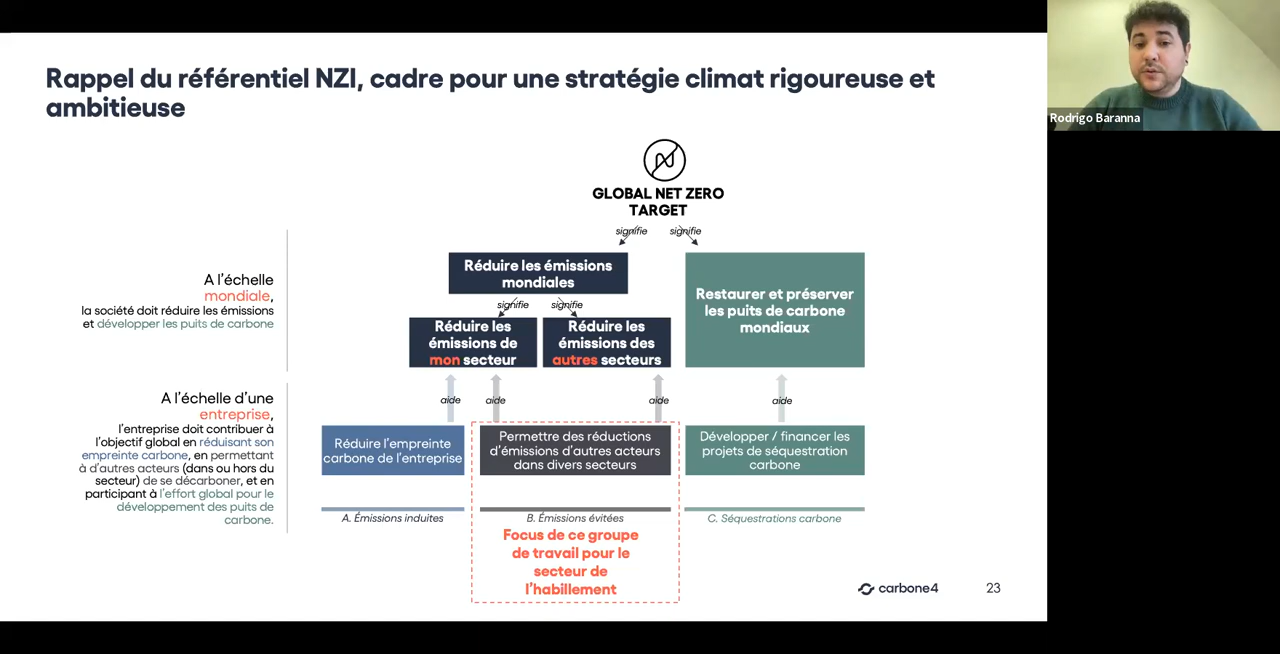 Rappel du référentiel NZI, cadre pour une stratégie climat rigoureuse et
ambitieuse
Rodrigo Baranna
GLOBAL NET ZERO
TARGET
signifie
signifie
A l'échelle
mondiale,
la société doit réduire les émissions
et développer les puits de carbone
Réduire les émissions
mondiales
signifie
signifie
Réduire les
émissions de
mon secteur
Réduire les
émissions des
autres secteurs
Restaurer et préserver
les puits de carbone
mondiaux
aide
aide
aide
aide
A l'échelle d'une
entreprise,
l'entreprise doit contribuer à
l'objectif global en réduisant son
empreinte carbone, en permettant
à d'autres acteurs (dans ou hors du
secteur) de se décarboner, et en
participant à l'effort global pour le
développement des puits de
carbone.
Réduire l'empreinte
carbone de l'entreprise
Permettre des réductions
d'émissions d'autres acteurs
dans divers secteurs
Développer / financer les
projets de séquestration
carbone
A. Émissions induites
B. Émissions évitées
C. Séquestrations carbone
Focus de ce groupe
de travail pour le
secteur de
l'habillement
carbone4
23